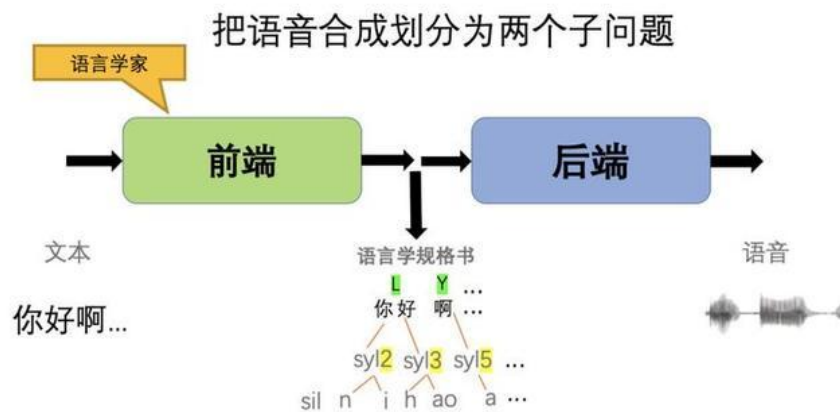 把语音合成划分为两个子问题
语言学家
前端
后端
文本
语言学规格书
语音
L Y ...
你好 啊 ...
你好啊...
syl2 syl3 syl5 ...
sil n i h ao a ...